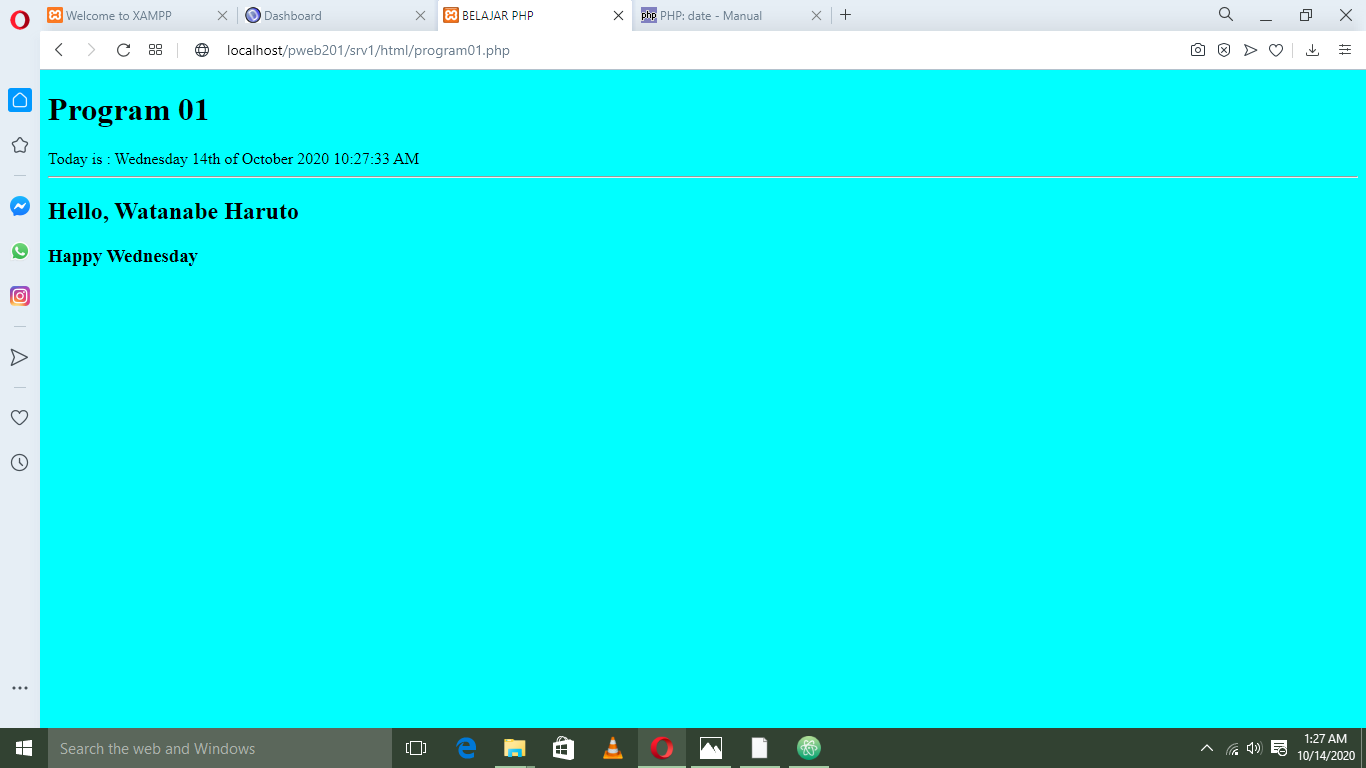 Welcome to XAMPP
Dashboard
BELAJAR PHP
php PHP: date - Manual
localhost/pweb201/srv1/html/program01.php
Program 01
Today is : Wednesday 14th of October 2020 10:27:33 AM
Hello, Watanabe Haruto
Happy Wednesday
Search the web and Windows
1:27 AM
10/14/2020